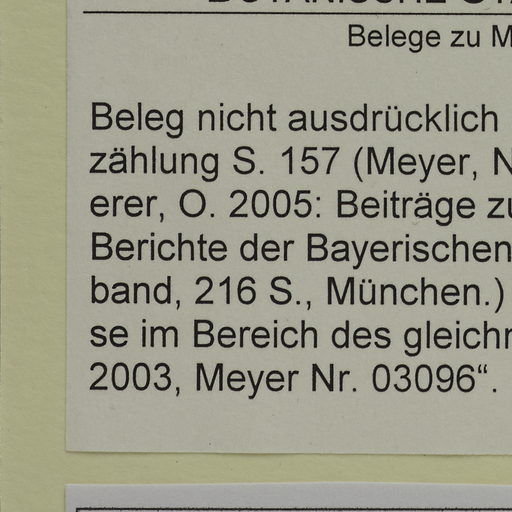 Belege zu M
Beleg nicht ausdrücklich
zählung S. 157 (Meyer, N
erer, O. 2005: Beiträge zu
Berichte der Bayerischen
band, 216 S., München.)
se im Bereich des gleichn
2003, Meyer Nr. 03096“.